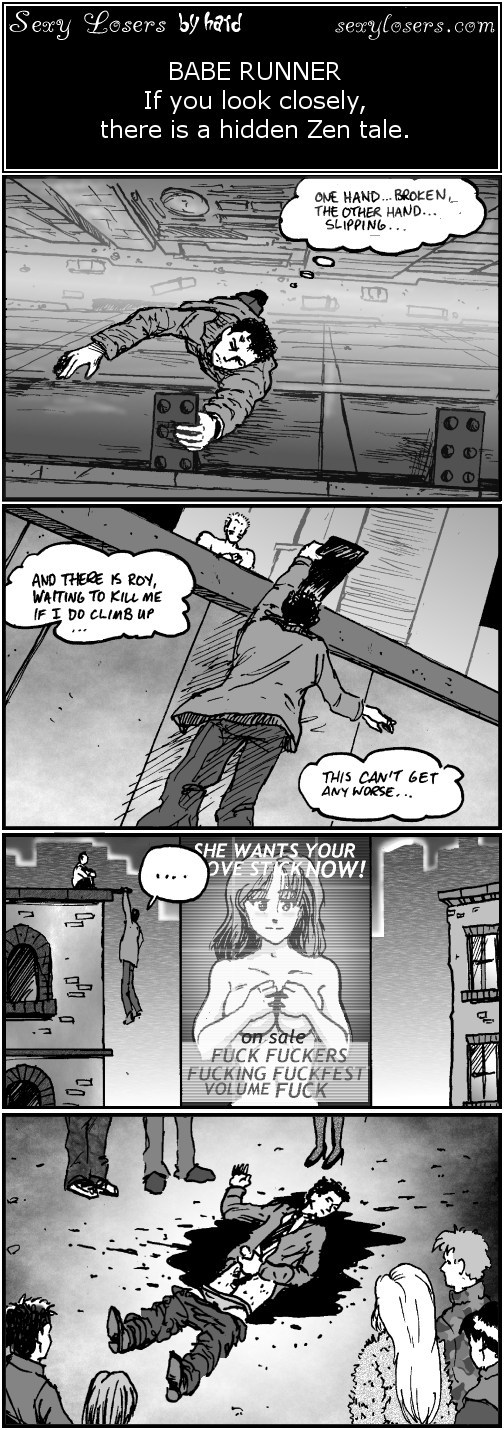 Sexy Losers by hard
sexylosers.com
BABE RUNNER
If you look closely,
there is a hidden Zen tale.
ONE HAND... BROKEN,
THE OTHER HAND...
SLIPPING...
AND THERE IS ROY,
WAITING TO KILL ME
IF I DO CLIMB UP
...
THIS CAN'T GET
ANY WORSE...
.....
SHE WANTS YOUR
LOVE STICK NOW!
on sale
FUCK FUCKERS
FUCKING FUCKFEST
VOLUME FUCK